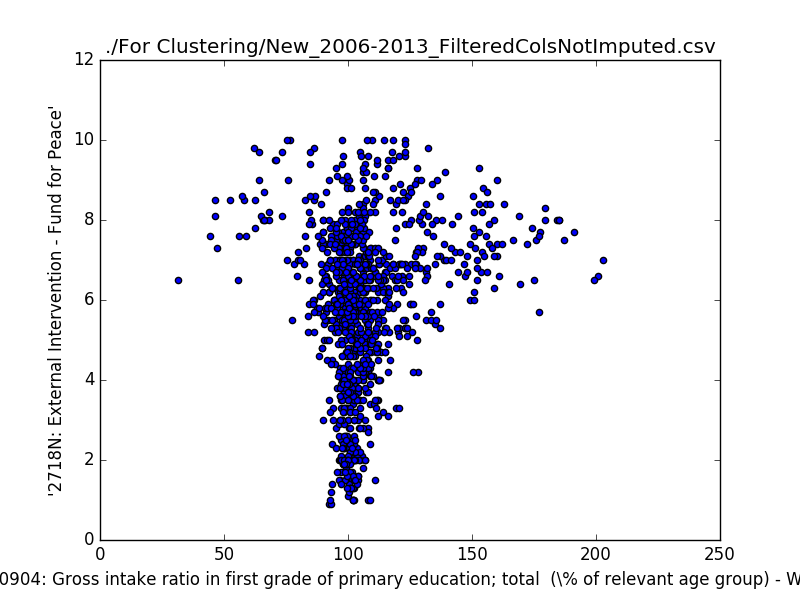 ./For Clustering/New_2006-2013_FilteredColsNotImputed.csv
12
10
8
6
4
2
0
'2718N: External Intervention - Fund for Peace'
0 50 100 150 200 250
0904: Gross intake ratio in first grade of primary education; total (\% of relevant age group) - W